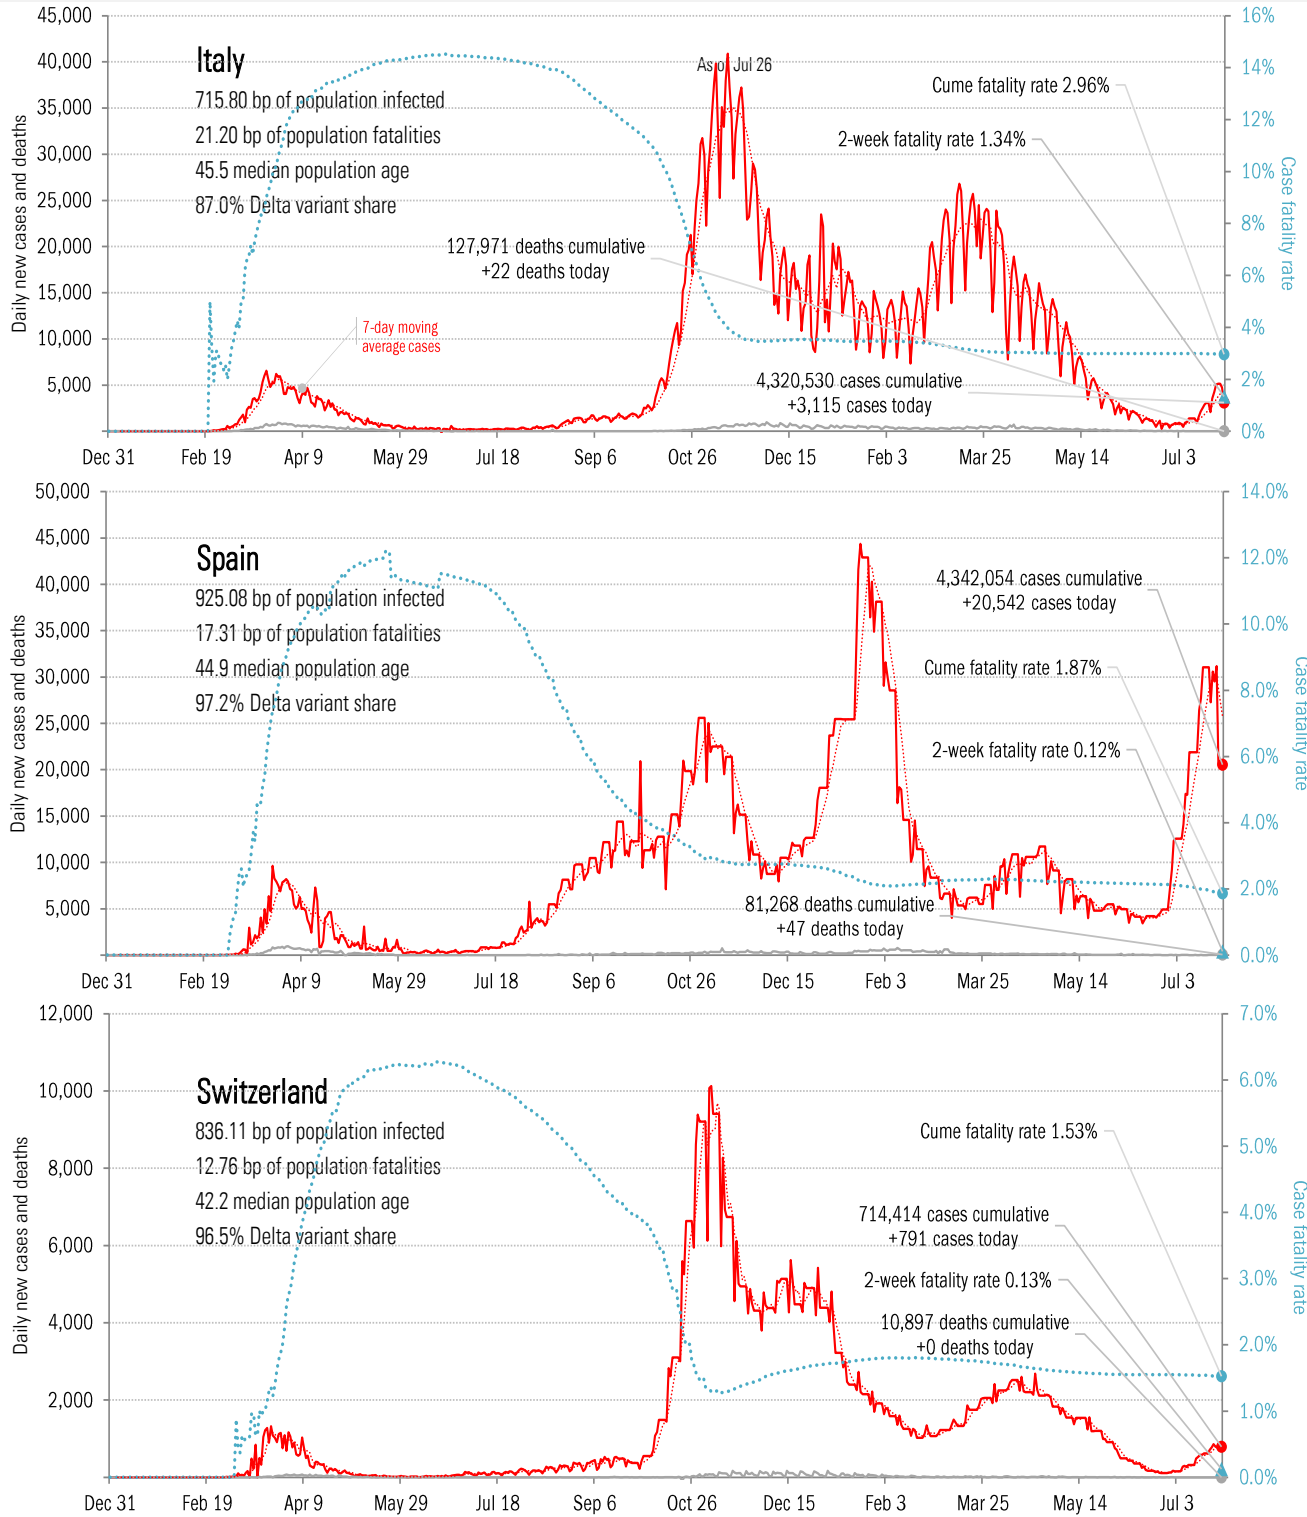 45,000
40,000
35,000
30,000
25,000
20,000
15,000
10,000
5,000
Daily new cases and deaths
16%
14%
12%
10%
8%
6%
4%
2%
0%
Case fatality rate
Italy
715.80 bp of population infected
21.20 bp of population fatalities
45.5 median population age
87.0% Delta variant share
As of Jul 26
Cume fatality rate 2.96%
2-week fatality rate 1.34%
127,971 deaths cumulative
+22 deaths today
7-day moving
average cases
4,320,530 cases cumulative
+3,115 cases today
Dec 31 Feb 19 Apr 9 May 29 Jul 18 Sep 6 Oct 26 Dec 15 Feb 3 Mar 25 May 14 Jul 3
50,000
45,000
40,000
35,000
30,000
25,000
20,000
15,000
10,000
5,000
Daily new cases and deaths
14.0%
12.0%
10.0%
8.0%
6.0%
4.0%
2.0%
0.0%
Case fatality rate
Spain
925.08 bp of population infected
17.31 bp of population fatalities
44.9 median population age
97.2% Delta variant share
4,342,054 cases cumulative
+20,542 cases today
Cume fatality rate 1.87%
2-week fatality rate 0.12%
81,268 deaths cumulative
+47 deaths today
Dec 31 Feb 19 Apr 9 May 29 Jul 18 Sep 6 Oct 26 Dec 15 Feb 3 Mar 25 May 14 Jul 3
12,000
10,000
8,000
6,000
4,000
2,000
Daily new cases and deaths
7.0%
6.0%
5.0%
4.0%
3.0%
2.0%
1.0%
0.0%
Case fatality rate
Switzerland
836.11 bp of population infected
12.76 bp of population fatalities
42.2 median population age
96.5% Delta variant share
Cume fatality rate 1.53%
714,414 cases cumulative
+791 cases today
2-week fatality rate 0.13%
10,897 deaths cumulative
+0 deaths today
Dec 31 Feb 19 Apr 9 May 29 Jul 18 Sep 6 Oct 26 Dec 15 Feb 3 Mar 25 May 14 Jul 3